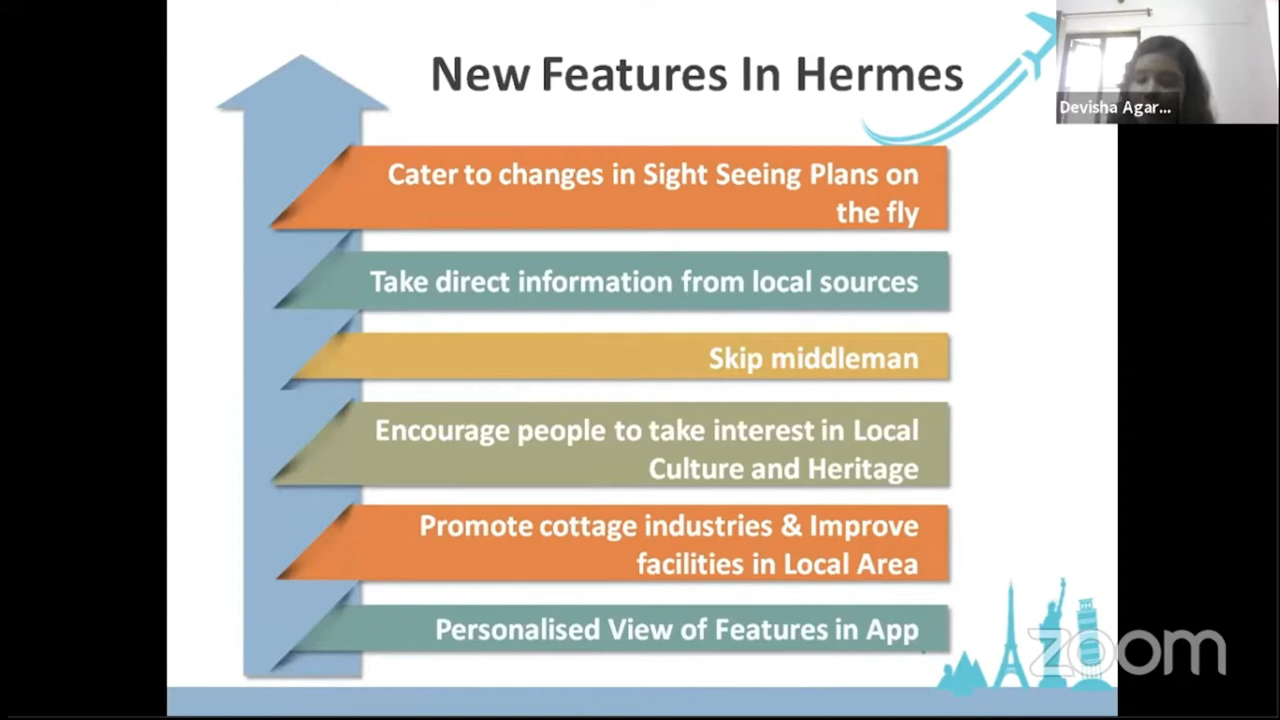 New Features In Hermes
Devisha Agar...
Cater to changes in Sight Seeing Plans on
the fly
Take direct information from local sources
Skip middleman
Encourage people to take interest in Local
Culture and Heritage
Promote cottage industries & Improve
facilities in Local Area
Personalised View of Features in App
zoom